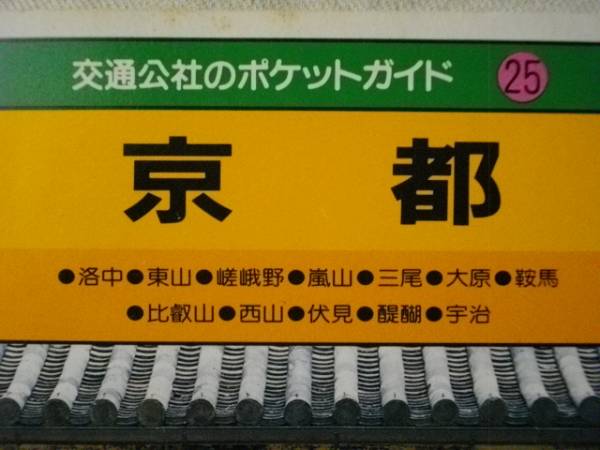 交通公社のポケットガイド 25
京都
●洛中●東山●嵯峨野●嵐山●三尾●大原●鞍馬
●比叡山●西山●伏見●醍醐●宇治